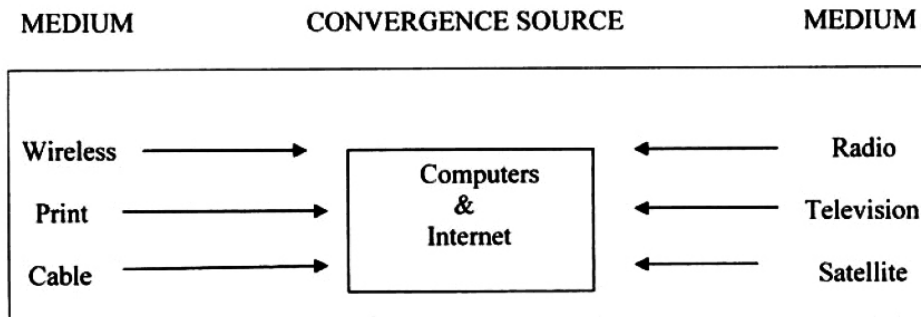 MEDIUM CONVERGENCE SOURCE MEDIUM
Wireless Computers Radio
&
Print Internet Television
Cable Satellite